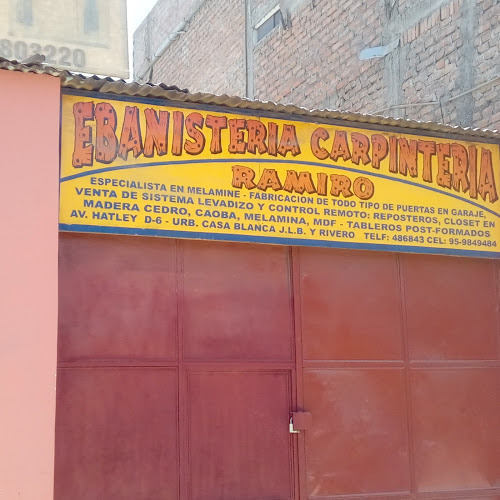 803220
EBANISTERIA CARPINTERIA
RAMIRO
ESPECIALISTA EN MELAMINE - FABRICACION DE TODO TIPO DE PUERTAS EN GARAJE,
VENTA DE SISTEMA LEVADIZO Y CONTROL REMOTO: REPOSTEROS, CLOSET EN
MADERA CEDRO, CAOBA, MELAMINA, MDF - TABLEROS POST-FORMADOS
AV. HATLEY D-6 - URB. CASA BLANCA J.L.B. Y RIVERO TELF: 486843 CEL: 95-9849484